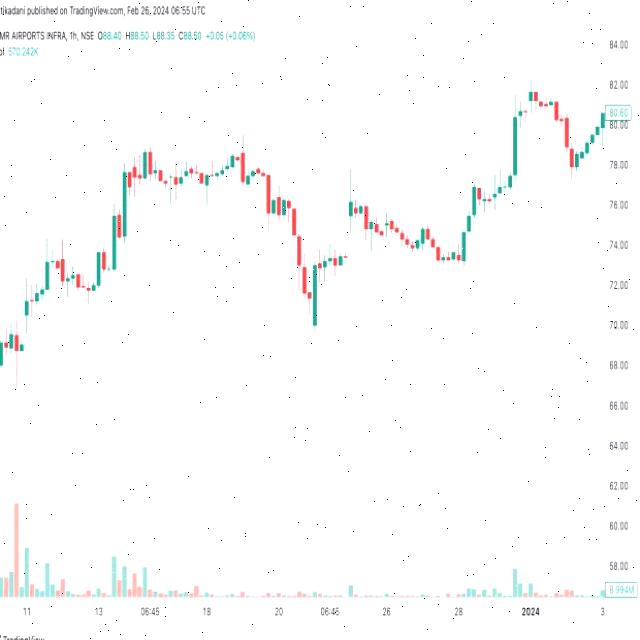 tjkadani published on TradingView.com, Feb 26, 2024 06:55 UTC
MR AIRPORTS INFRA, 1h, NSE O88.40 H88.50 L88.35 C88.50 +0.05 (+0.06%)
ol 570.242K
84.00
82.00
80.60
80.00
78.00
76.00
74.00
72.00
70.00
68.00
66.00
64.00
62.00
60.00
58.00
8.994M
11 13 06:45 18 20 06:45 26 28 2024 3
TradingView